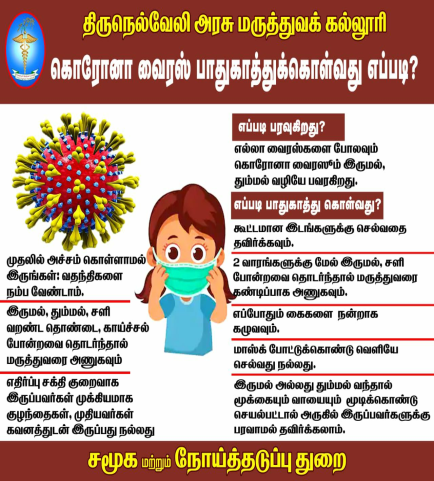 திருநெல்வேலி அரசு மருத்துவக் கல்லூரி
கொரோனா வைரஸ் பாதுகாத்துக்கொள்வது எப்படி?
எப்படி பரவுகிறது?
எல்லா வைரஸ்களை போலவும்
கொரோனா வைரஸும் இருமல்,
தும்மல் வழியே பவரகிறது.
எப்படி பாதுகாத்து கொள்வது?
கூட்டமான இடங்களுக்கு செல்வதை
தவிர்க்கவும்.
2 வாரங்களுக்கு மேல் இருமல், சளி
போன்றவை தொடர்ந்தால் மருத்துவரை
கண்டிப்பாக அணுகவும்.
எப்போதும் கைகளை நன்றாக
கழுவவும்.
மாஸ்க் போட்டுக்கொண்டு வெளியே
செல்வது நல்லது.
இருமல் அல்லது தும்மல் வந்தால்
மூக்கையும் வாயையும் மூடிக்கொண்டு
செயல்பட்டால் அருகில் இருப்பவர்களுக்கு
பரவாமல் தவிர்க்கலாம்.
முதலில் அச்சம் கொள்ளாமல்
இருங்கள்: வதந்திகளை
நம்ப வேண்டாம்.
இருமல், தும்மல், சளி
வறண்ட தொண்டை, காய்ச்சல்
போன்றவை தொடர்ந்தால்
மருத்துவரை அணுகவும்
எதிர்ப்பு சக்தி குறைவாக
இருப்பவர்கள் முக்கியமாக
குழந்தைகள், முதியவர்கள்
கவனத்துடன் இருப்பது நல்லது
சமூக மற்றும் நோய்த்தடுப்பு துறை